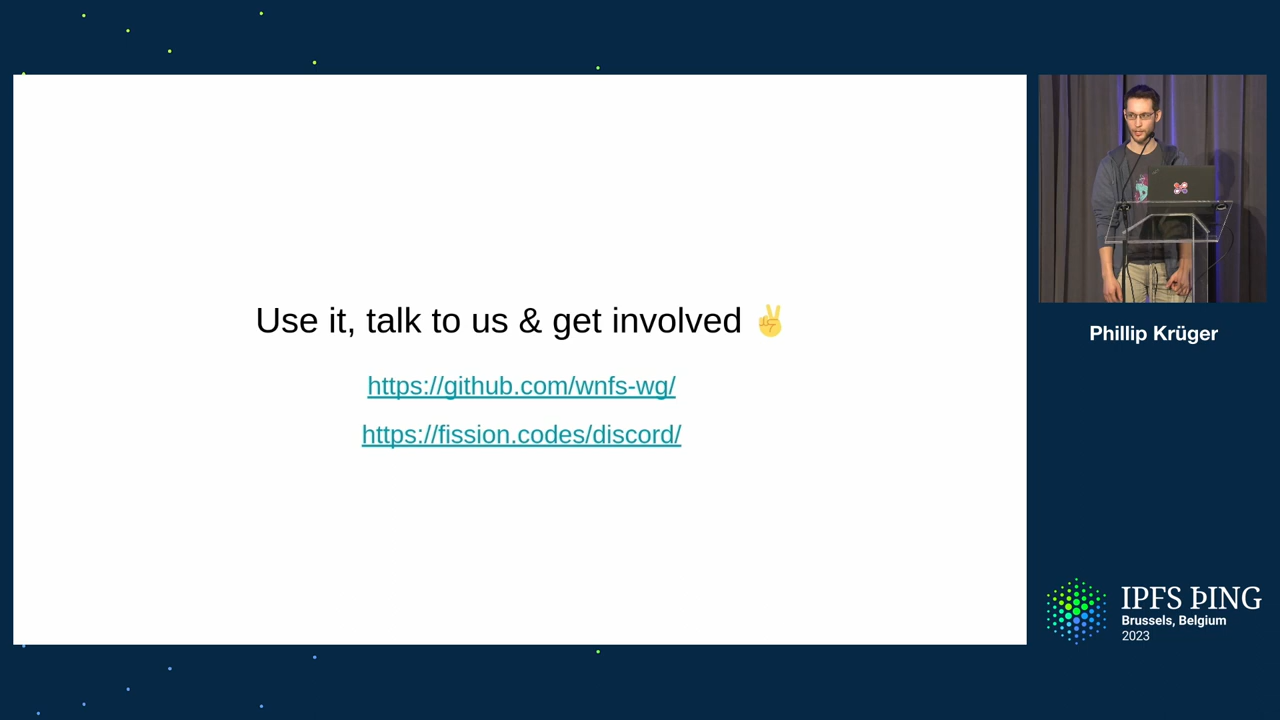 Use it, talk to us & get involved ✌
https://github.com/wnfs-wg/
https://fission.codes/discord/
Phillip Krüger
IPFS ÞING
Brussels, Belgium
2023